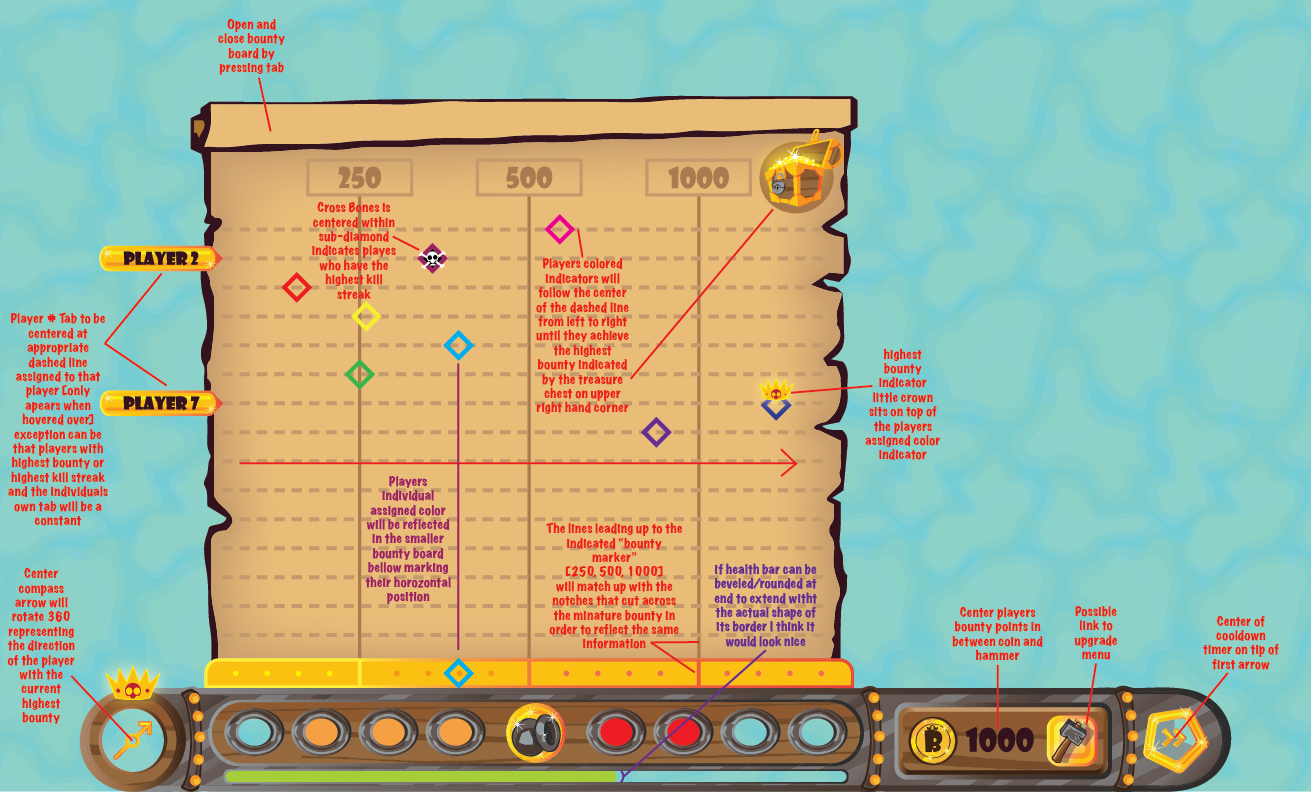 Open and
close bounty
board by
pressing tab
250
500
1000
Cross Bones is
centered within
sub-diamond
indicates playes
who have the
highest kill
streak
PLAYER 2
Players colored
indicators will
follow the center
of the dashed line
from left to right
until they achieve
the highest
bounty indicated
by the treasure
chest on upper
right hand corner
Player # Tab to be
centered at
appropriate
dashed line
assigned to that
player [only
apears when
hovered over]
exception can be
that players with
highest bounty or
highest kill streak
and the individuals
own tab will be a
constant
PLAYER 7
highest
bounty
indicator
little crown
sits on top of
the players
assigned color
indicator
Players
individual
assigned color
will be reflected
in the smaller
bounty board
bellow marking
their horozontal
position
The lines leading up to the
indicated "bounty
marker"
[250, 500, 1000]
will match up with the
notches that cut across
the minature bounty in
order to reflect the same
information
If health bar can be
beveled/rounded at
end to extend witht
the actual shape of
its border I think it
would look nice
Center
compass
arrow will
rotate 360
representing
the direction
of the player
with the
current
highest
bounty
Center players
bounty points in
between coin and
hammer
Possible
link to
upgrade
menu
Center of
cooldown
timer on tip of
first arrow
B
1000